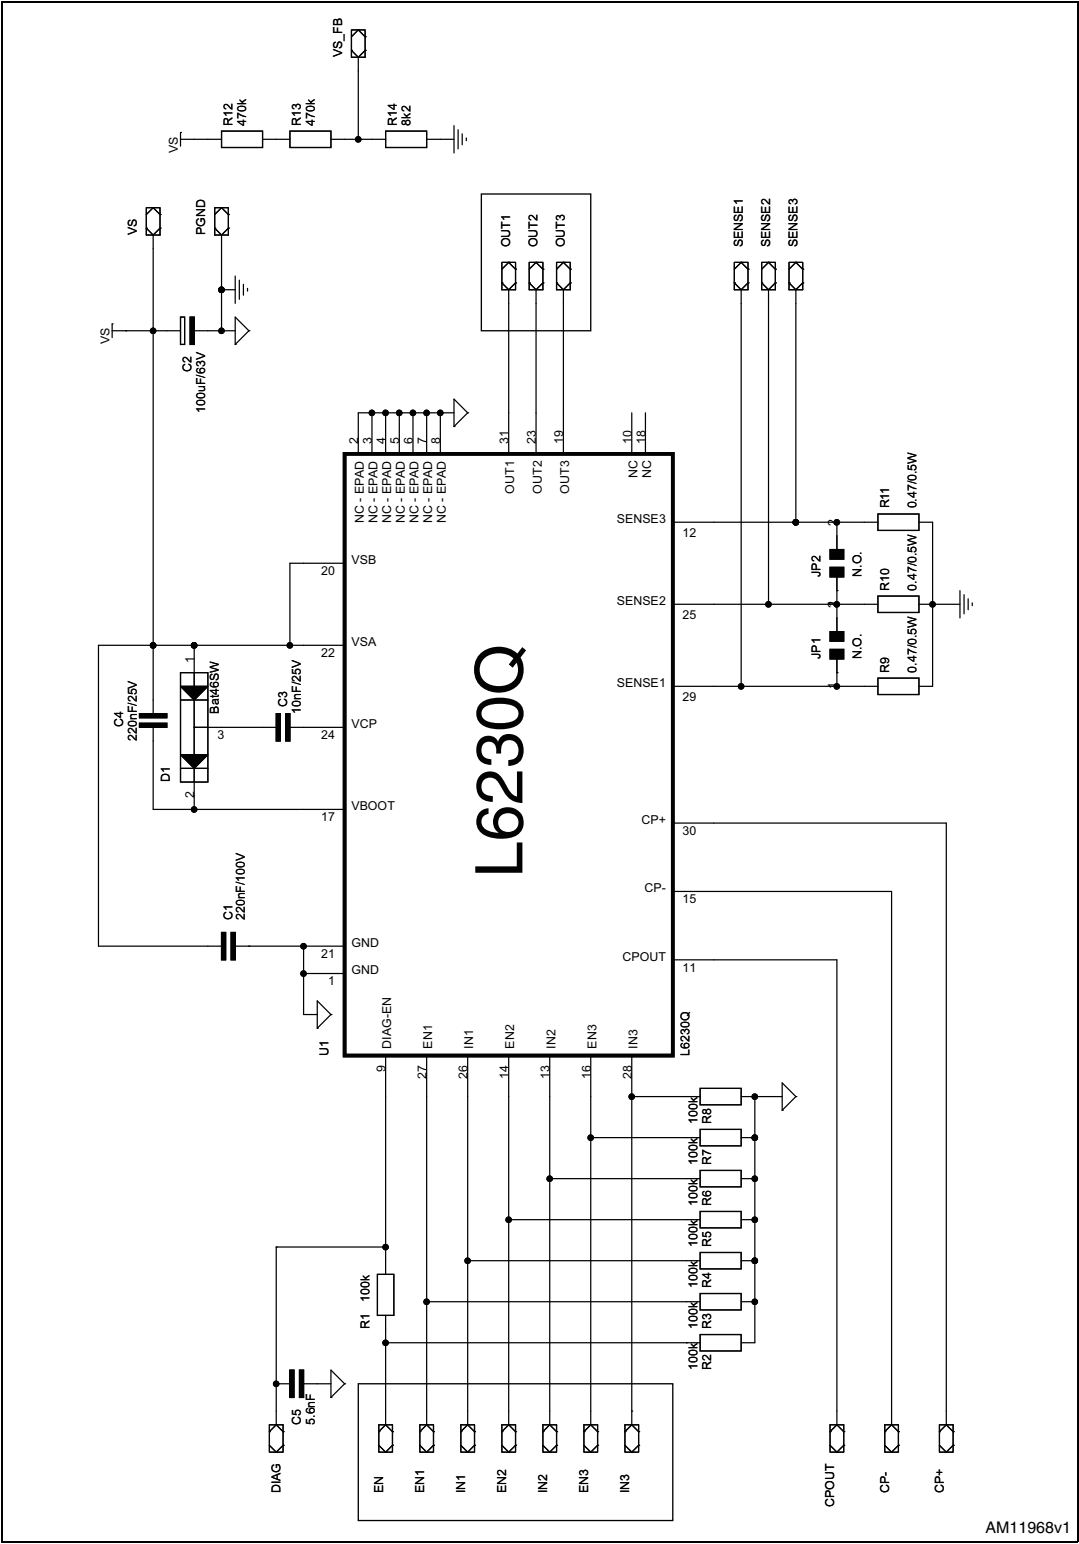 VS_FB
VS
R12
470k
R13
470k
R14
8k2
VS
PGND
VS
C2
100uF/63V
OUT1
OUT2
OUT3
SENSE1
SENSE2
SENSE3
2
3
4
5
6
7
8
NC - EPAD
NC - EPAD
NC - EPAD
NC - EPAD
NC - EPAD
NC - EPAD
NC - EPAD
31
23
19
OUT1
OUT2
OUT3
10
18
NC
NC
VSB
20
VSA
22
VCP
24
VBOOT
17
GND
21
GND
1
SENSE3
12
SENSE2
25
SENSE1
29
CP+
30
CP-
15
CPOUT
11
L6230Q
C4
220nF/25V
1
Bat46SW
3
D1
2
C3
10nF/25V
C1
220nF/100V
2
JP2
N.O.
2
JP1
N.O.
1
R11
0.47/0.5W
R10
0.47/0.5W
R9
0.47/0.5W
U1
L6230Q
DIAG-EN
EN1
IN1
EN2
IN2
EN3
IN3
9
27
26
14
13
16
28
100k
R8
100k
R7
100k
R6
100k
R5
100k
R4
100k
R3
100k
R2
R1
100k
C5
5.6nF
DIAG
EN
EN1
IN1
EN2
IN2
EN3
IN3
CPOUT
CP-
CP+
AM11968v1